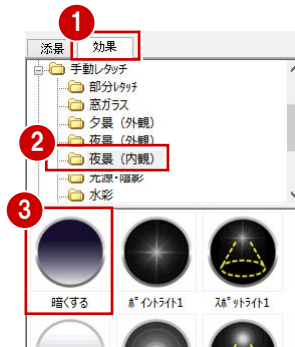 1
添景 効果
手動レタッチ
部分ﾚﾀｯﾁ
窓ガラス
夕景（外観）
夜景（外観）
2
夜景（内観）
光源・陰影
水彩
3
暗くする ﾎﾟｲﾝﾄﾗｲﾄ1 ｽﾎﾟｯﾄﾗｲﾄ1